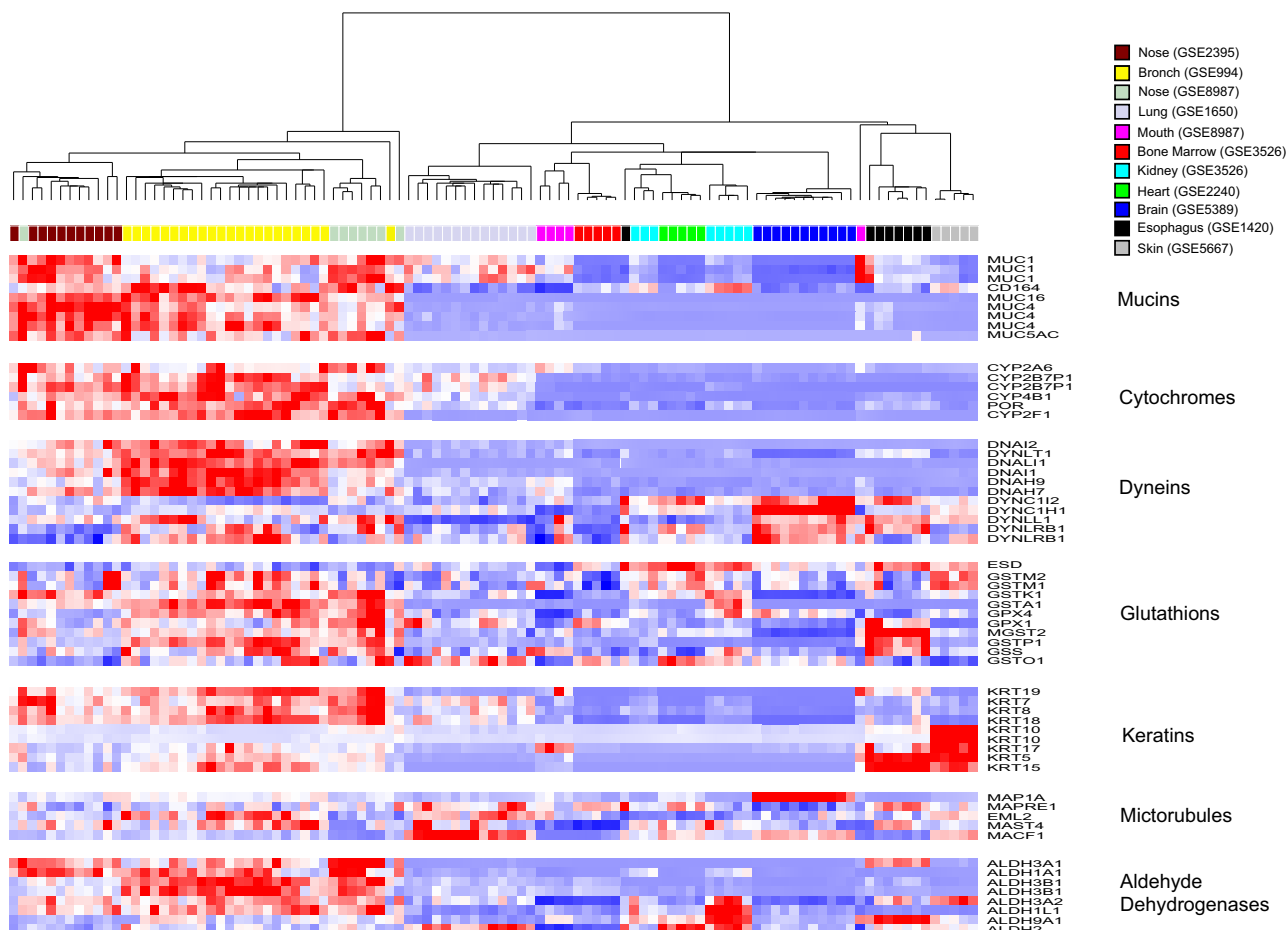 Nose (GSE2395)
Bronch (GSE994)
Nose (GSE8987)
Lung (GSE1650)
Mouth (GSE8987)
Bone Marrow (GSE3526)
Kidney (GSE3526)
Heart (GSE2240)
Brain (GSE5389)
Esophagus (GSE1420)
Skin (GSE5667)
MUC1
MUC1
MUC1
CD164
MUC16
MUC4
MUC4
MUC4
MUC5AC
Mucins
CYP2A6
CYP2B7P1
CYP2B7P1
CYP4B1
POR
CYP2F1
Cytochromes
DNAI2
DYNLT1
DNALI1
DNAI1
DNAH9
DNAH7
DYNC1I2
DYNC1H1
DYNLL1
DYNLRB1
DYNLRB1
Dyneins
ESD
GSTM2
GSTM1
GSTK1
GSTA1
GPX4
GPX1
MGST2
GSTP1
GSS
GSTO1
Glutathions
KRT19
KRT7
KRT8
KRT18
KRT10
KRT10
KRT17
KRT5
KRT15
Keratins
MAP1A
MAPRE1
EML2
MAST4
MACF1
Mictorubules
ALDH3A1
ALDH1A1
ALDH3B1
ALDH3B1
ALDH3A2
ALDH1L1
ALDH9A1
ALDH2
Aldehyde
Dehydrogenases